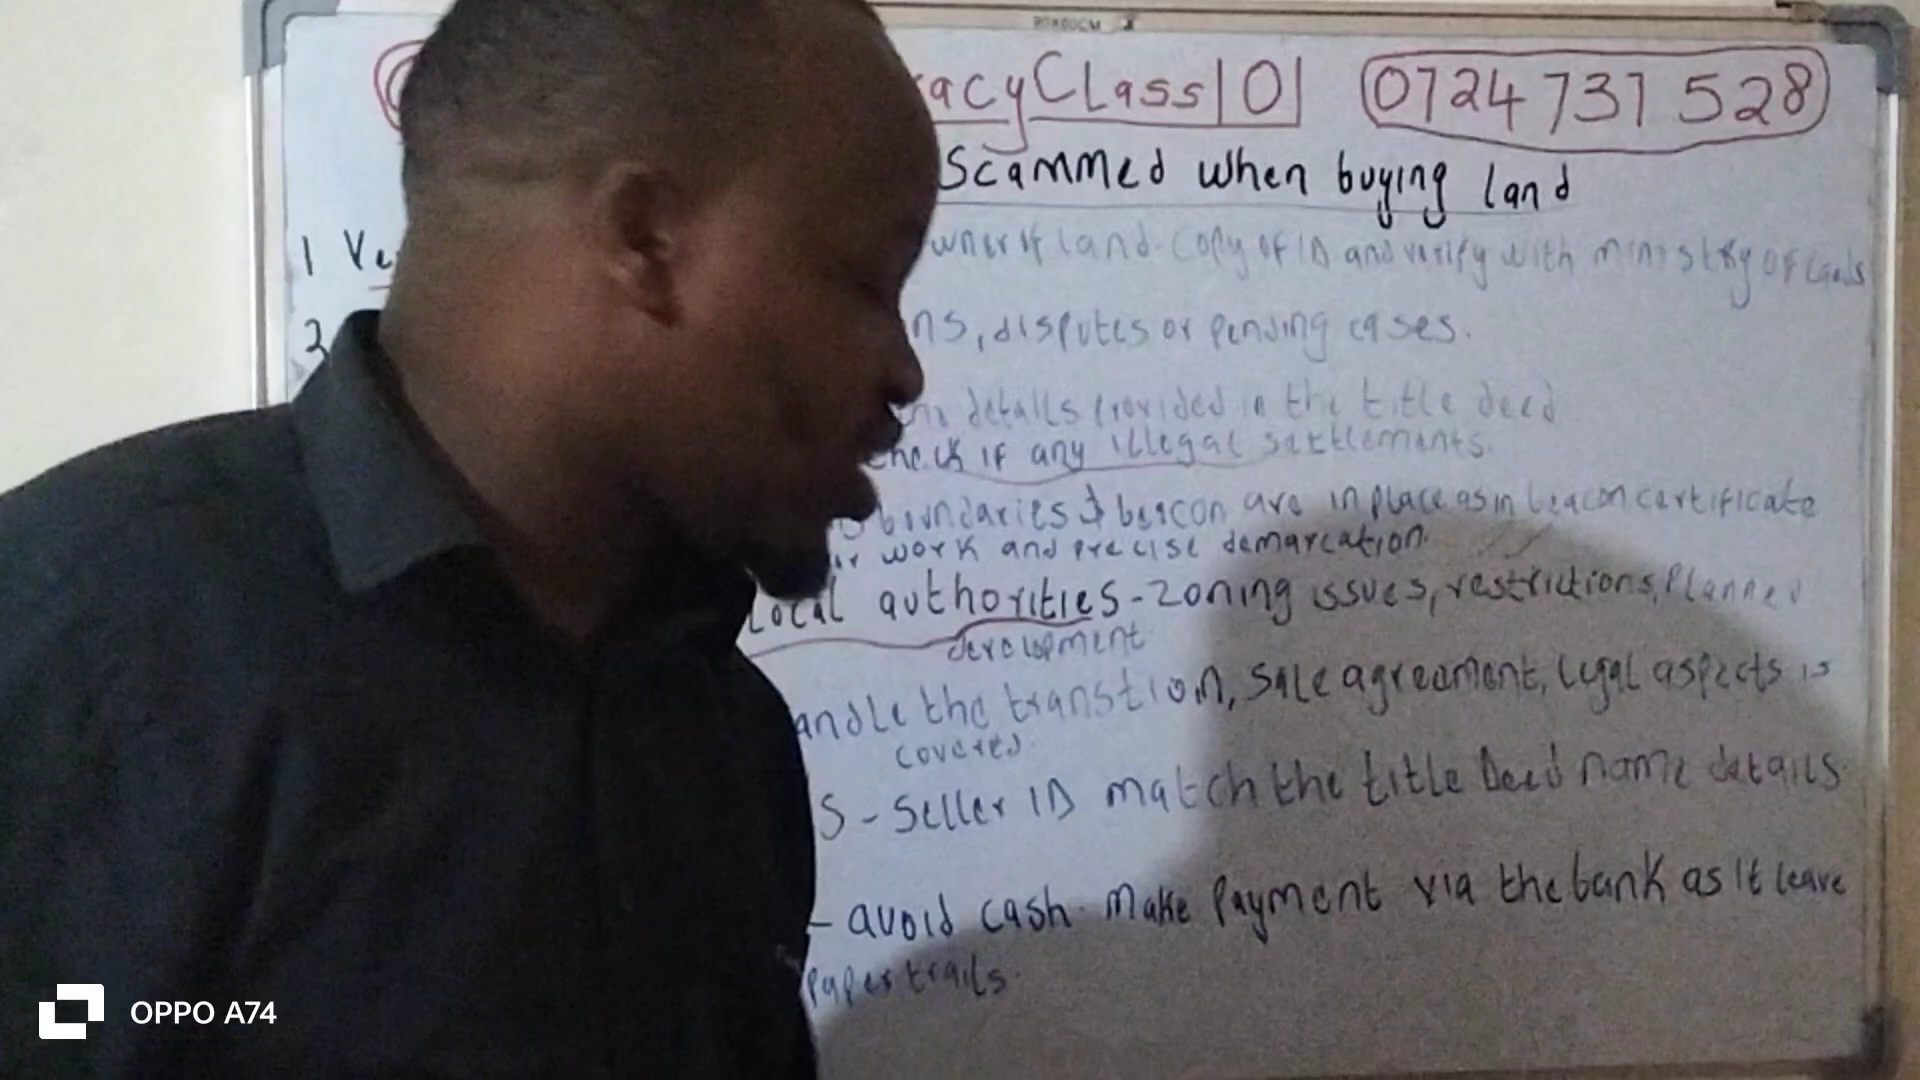 acyClass101 0724 737 528
Scammed when buying land
1 Ve
wner of land. Copy of ID and verify with ministry of Lands
2 ns, disputes or pending cases.
details provided in the title deed
check if any illegal settlements.
boundaries & beacon are in place as in beacon certificate
or work and precise demarcation.
Local authorities - zoning issues, restrictions, planned
development
andle the transtion, sale agreement, legal aspects is
covered.
S - Seller ID match the title Deed name details.
- avoid cash. Make Payment via the bank as it leave
paper trails.
OPPO A74